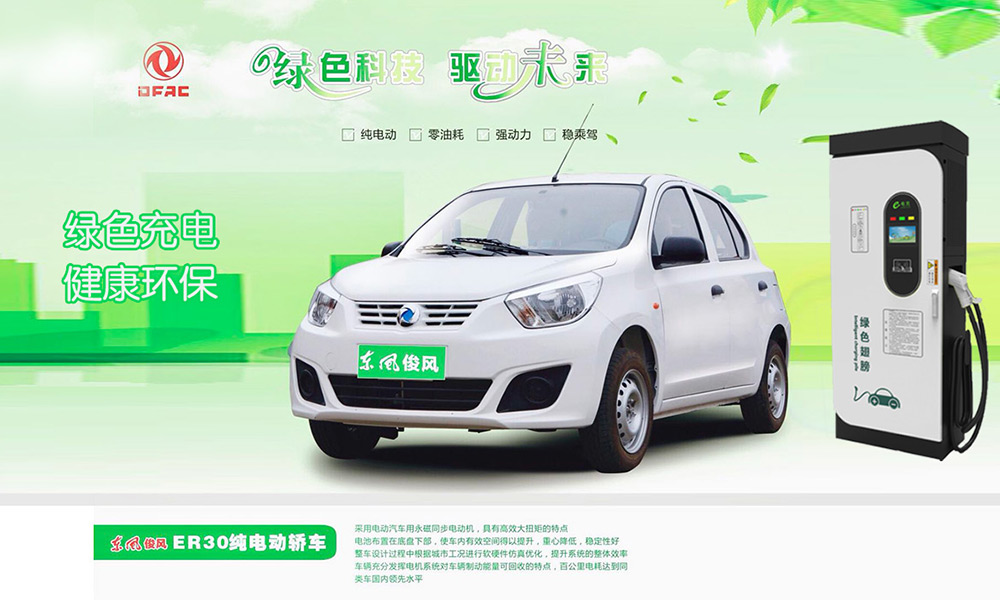 DFAC
绿色科技 驱动未来
纯电动 零油耗 强动力 稳乘驾
绿色充电
健康环保
东风俊风
绿色翅膀
东风俊风 ER30纯电动轿车
采用电动汽车用永磁同步电动机,具有高效大扭矩的特点
电池布置在底盘下部,使车内有效空间得以提升,重心降低,稳定性好
整车设计过程中根据城市工况进行软硬件仿真优化,提升系统的整体效率
车辆充分发挥电机系统对车辆制动能量可回收的特点,百公里电耗达到同
类车国内领先水平